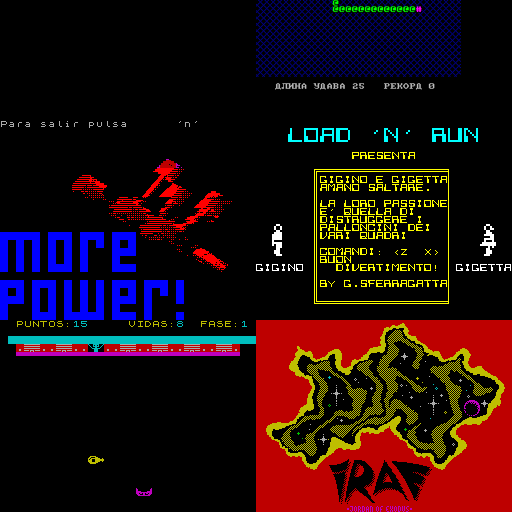 ДЛИНА УДАВА 25 РЕКОРД 0
Para salir pulsa 'n'
more
power!
LOAD 'N' RUN
PRESENTA
GIGINO E GIGETTA
AMANO SALTARE.
LA LORO PASSIONE
E' QUELLA DI
DISTRUGGERE I
PALLONCINI DEI
VARI QUADRI
COMANDI: <Z X>
BUON
DIVERTIMENTO!
BY G.SFERRAGATTA
GIGINO
GIGETTA
PUNTOS:15 VIDAS:8 FASE:1
IRAF